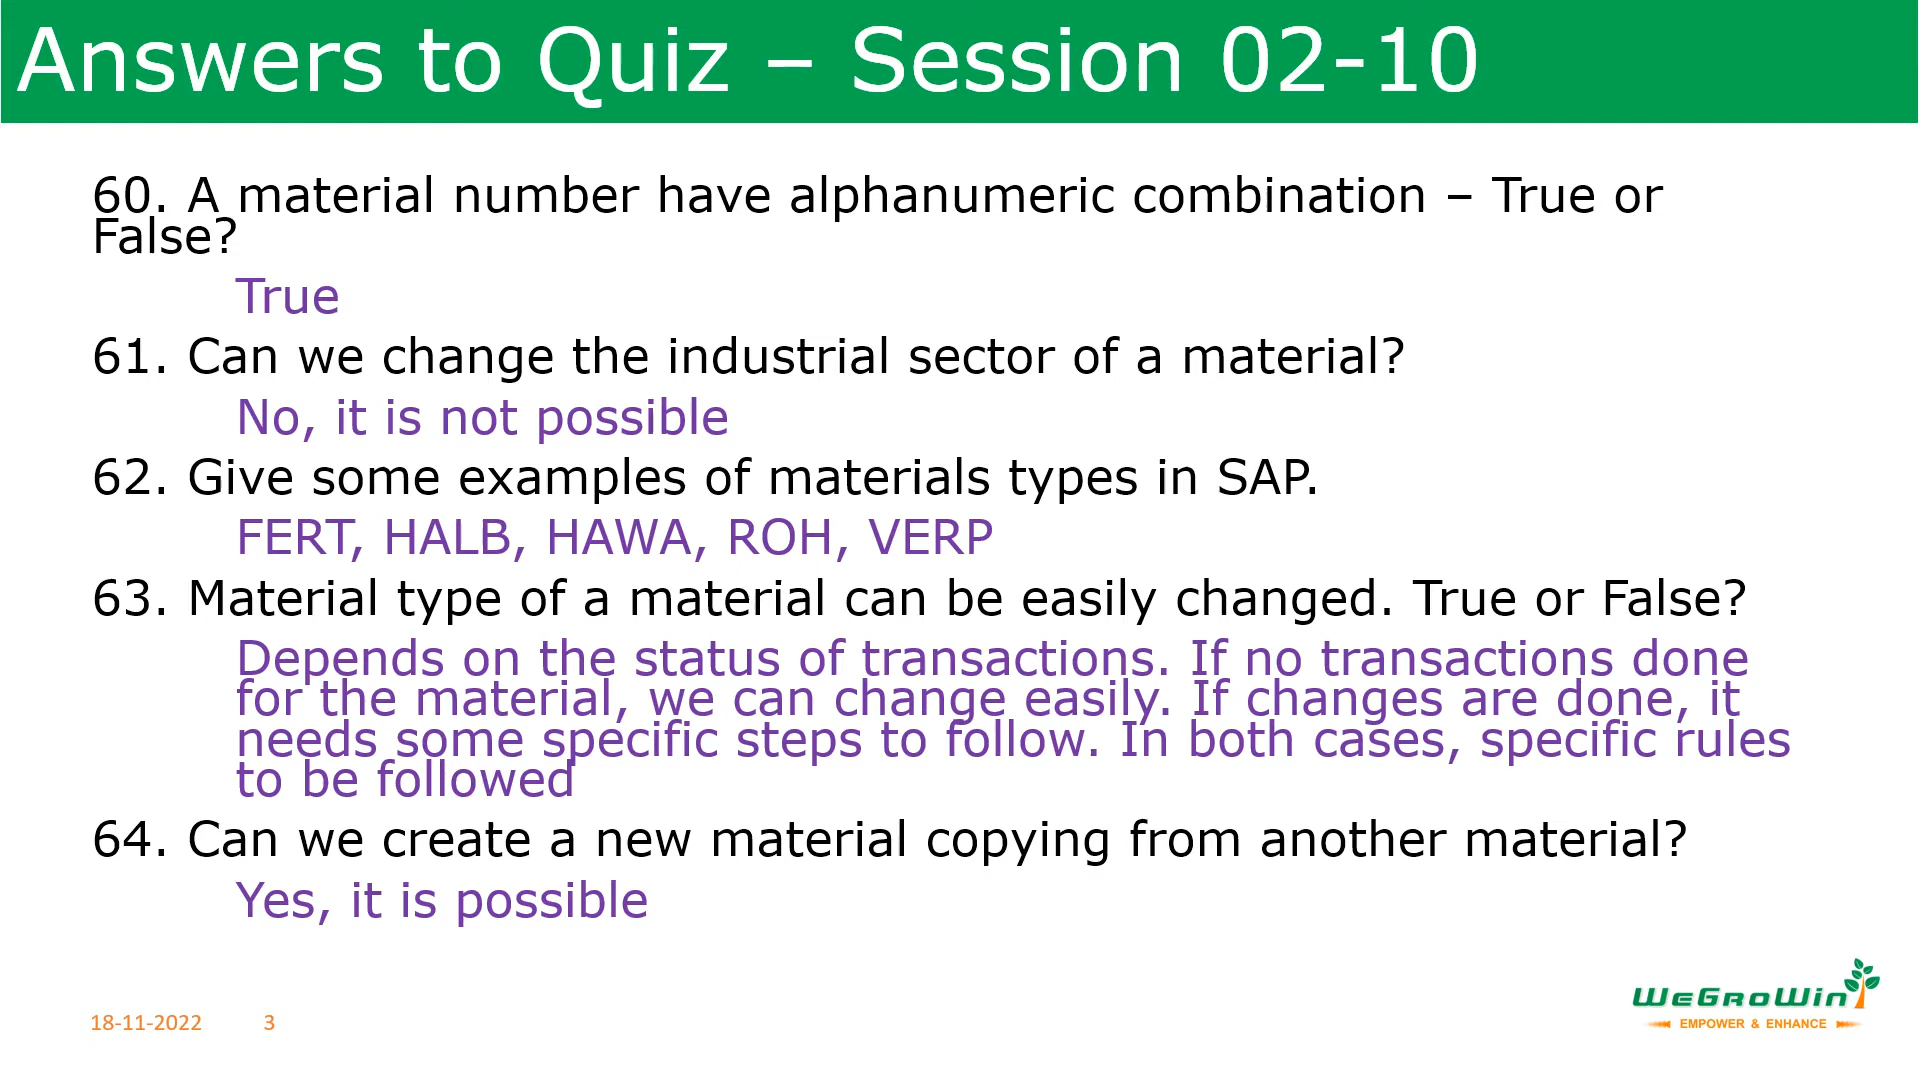 Answers to Quiz – Session 02-10
60. A material number have alphanumeric combination – True or
False?
True
61. Can we change the industrial sector of a material?
No, it is not possible
62. Give some examples of materials types in SAP.
FERT, HALB, HAWA, ROH, VERP
63. Material type of a material can be easily changed. True or False?
Depends on the status of transactions. If no transactions done
for the material, we can change easily. If changes are done, it
needs some specific steps to follow. In both cases, specific rules
to be followed
64. Can we create a new material copying from another material?
Yes, it is possible
18-11-2022 3
WeGroWin
EMPOWER & ENHANCE